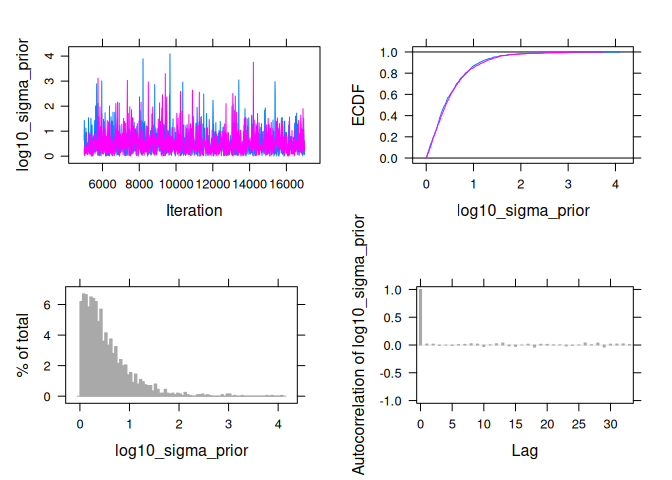 log10_sigma_prior
4
3
2
1
0
6000 8000 10000 12000 14000 16000
Iteration
ECDF
1.0
0.8
0.6
0.4
0.2
0.0
0 1 2 3 4
log10_sigma_prior
% of total
6
4
2
0
0 1 2 3 4
log10_sigma_prior
Autocorrelation of log10_sigma_prior
1.0
0.5
0.0
-0.5
-1.0
0 5 10 15 20 25 30
Lag